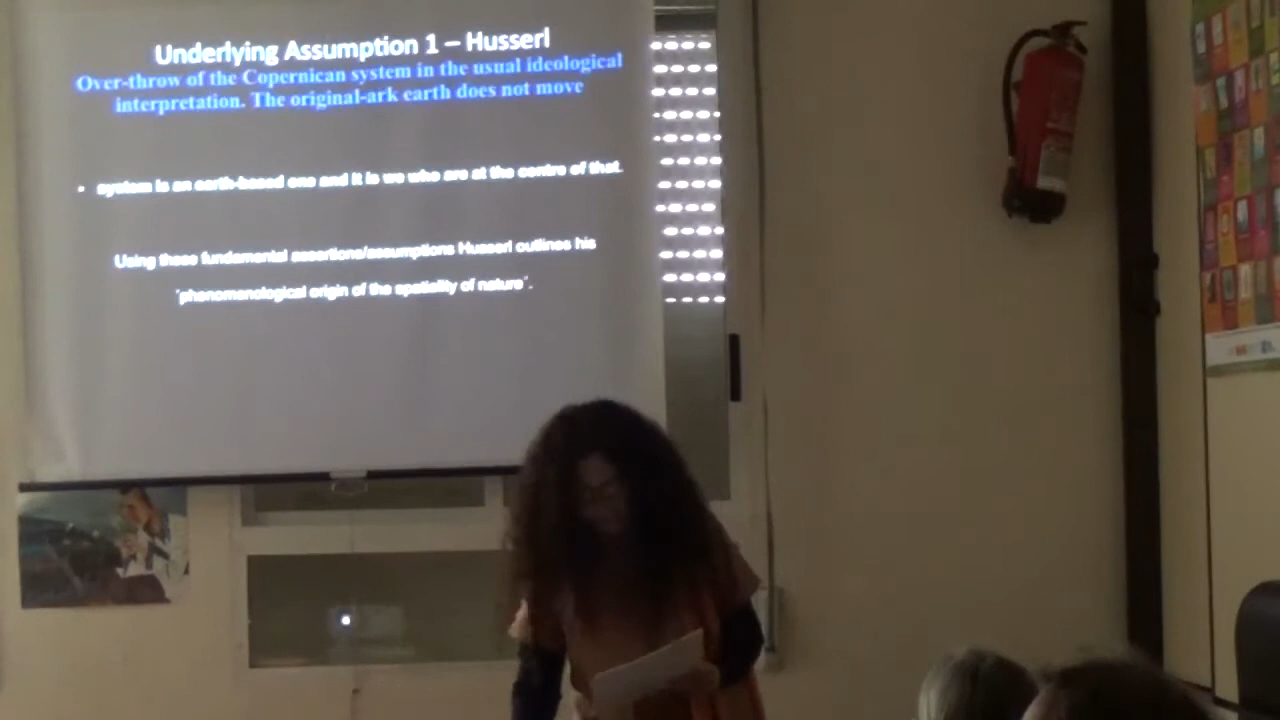 Underlying Assumption 1 – Husserl
Over-throw of the Copernican system in the usual ideological
interpretation. The original-ark earth does not move
• system is an earth-based one and it is we who are at the centre of that.
Using these fundamental assertions/assumptions Husserl outlines his
'phenomenological origin of the spatiality of nature'.